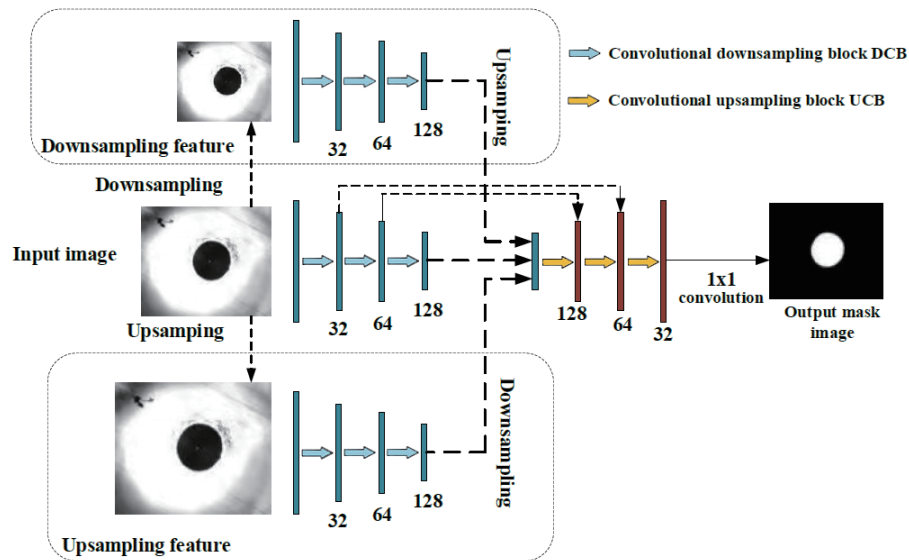 Convolutional downsampling block DCB
Convolutional upsampling block UCB
Upsampling
32
64
128
Downsampling feature
Downsampling
Input image
Upsamping
32
64
128
128
64
32
1x1
convolution
Output mask
image
Downsampling
32
64
128
Upsampling feature